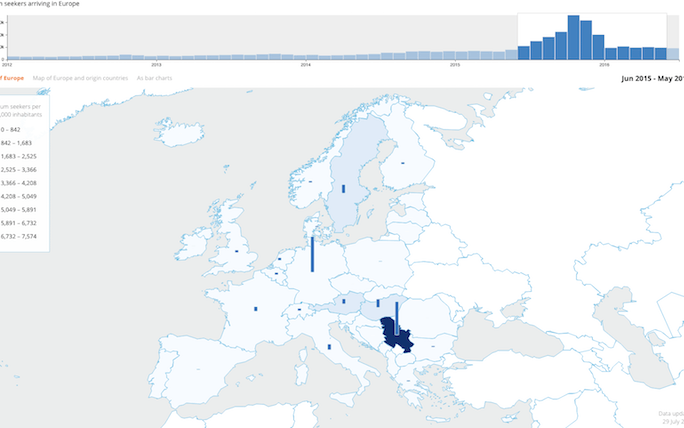 seekers arriving in Europe
2012 2013 2014 2015 2016
f Europe Map of Europe and origin countries As bar charts Jun 2015 - May 20
um seekers per
,000 inhabitants
0 – 842
842 – 1,683
1,683 – 2,525
2,525 – 3,366
3,366 – 4,208
4,208 – 5,049
5,049 – 5,891
5,891 – 6,732
6,732 – 7,574
Data upd
29 July 2